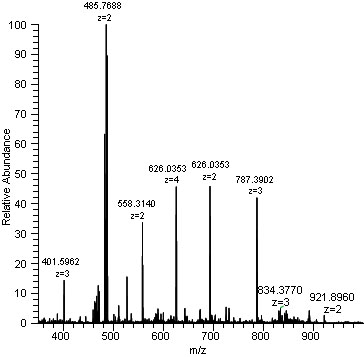 485.7688
z=2
100
90
80
70
60
50
40
30
20
10
0
Relative Abundance
626.0353
z=4
626.0353
z=2
787.3902
z=3
558.3140
z=2
401.5962
z=3
834.3770
z=3
921.8960
z=2
400
500
600
700
800
900
m/z